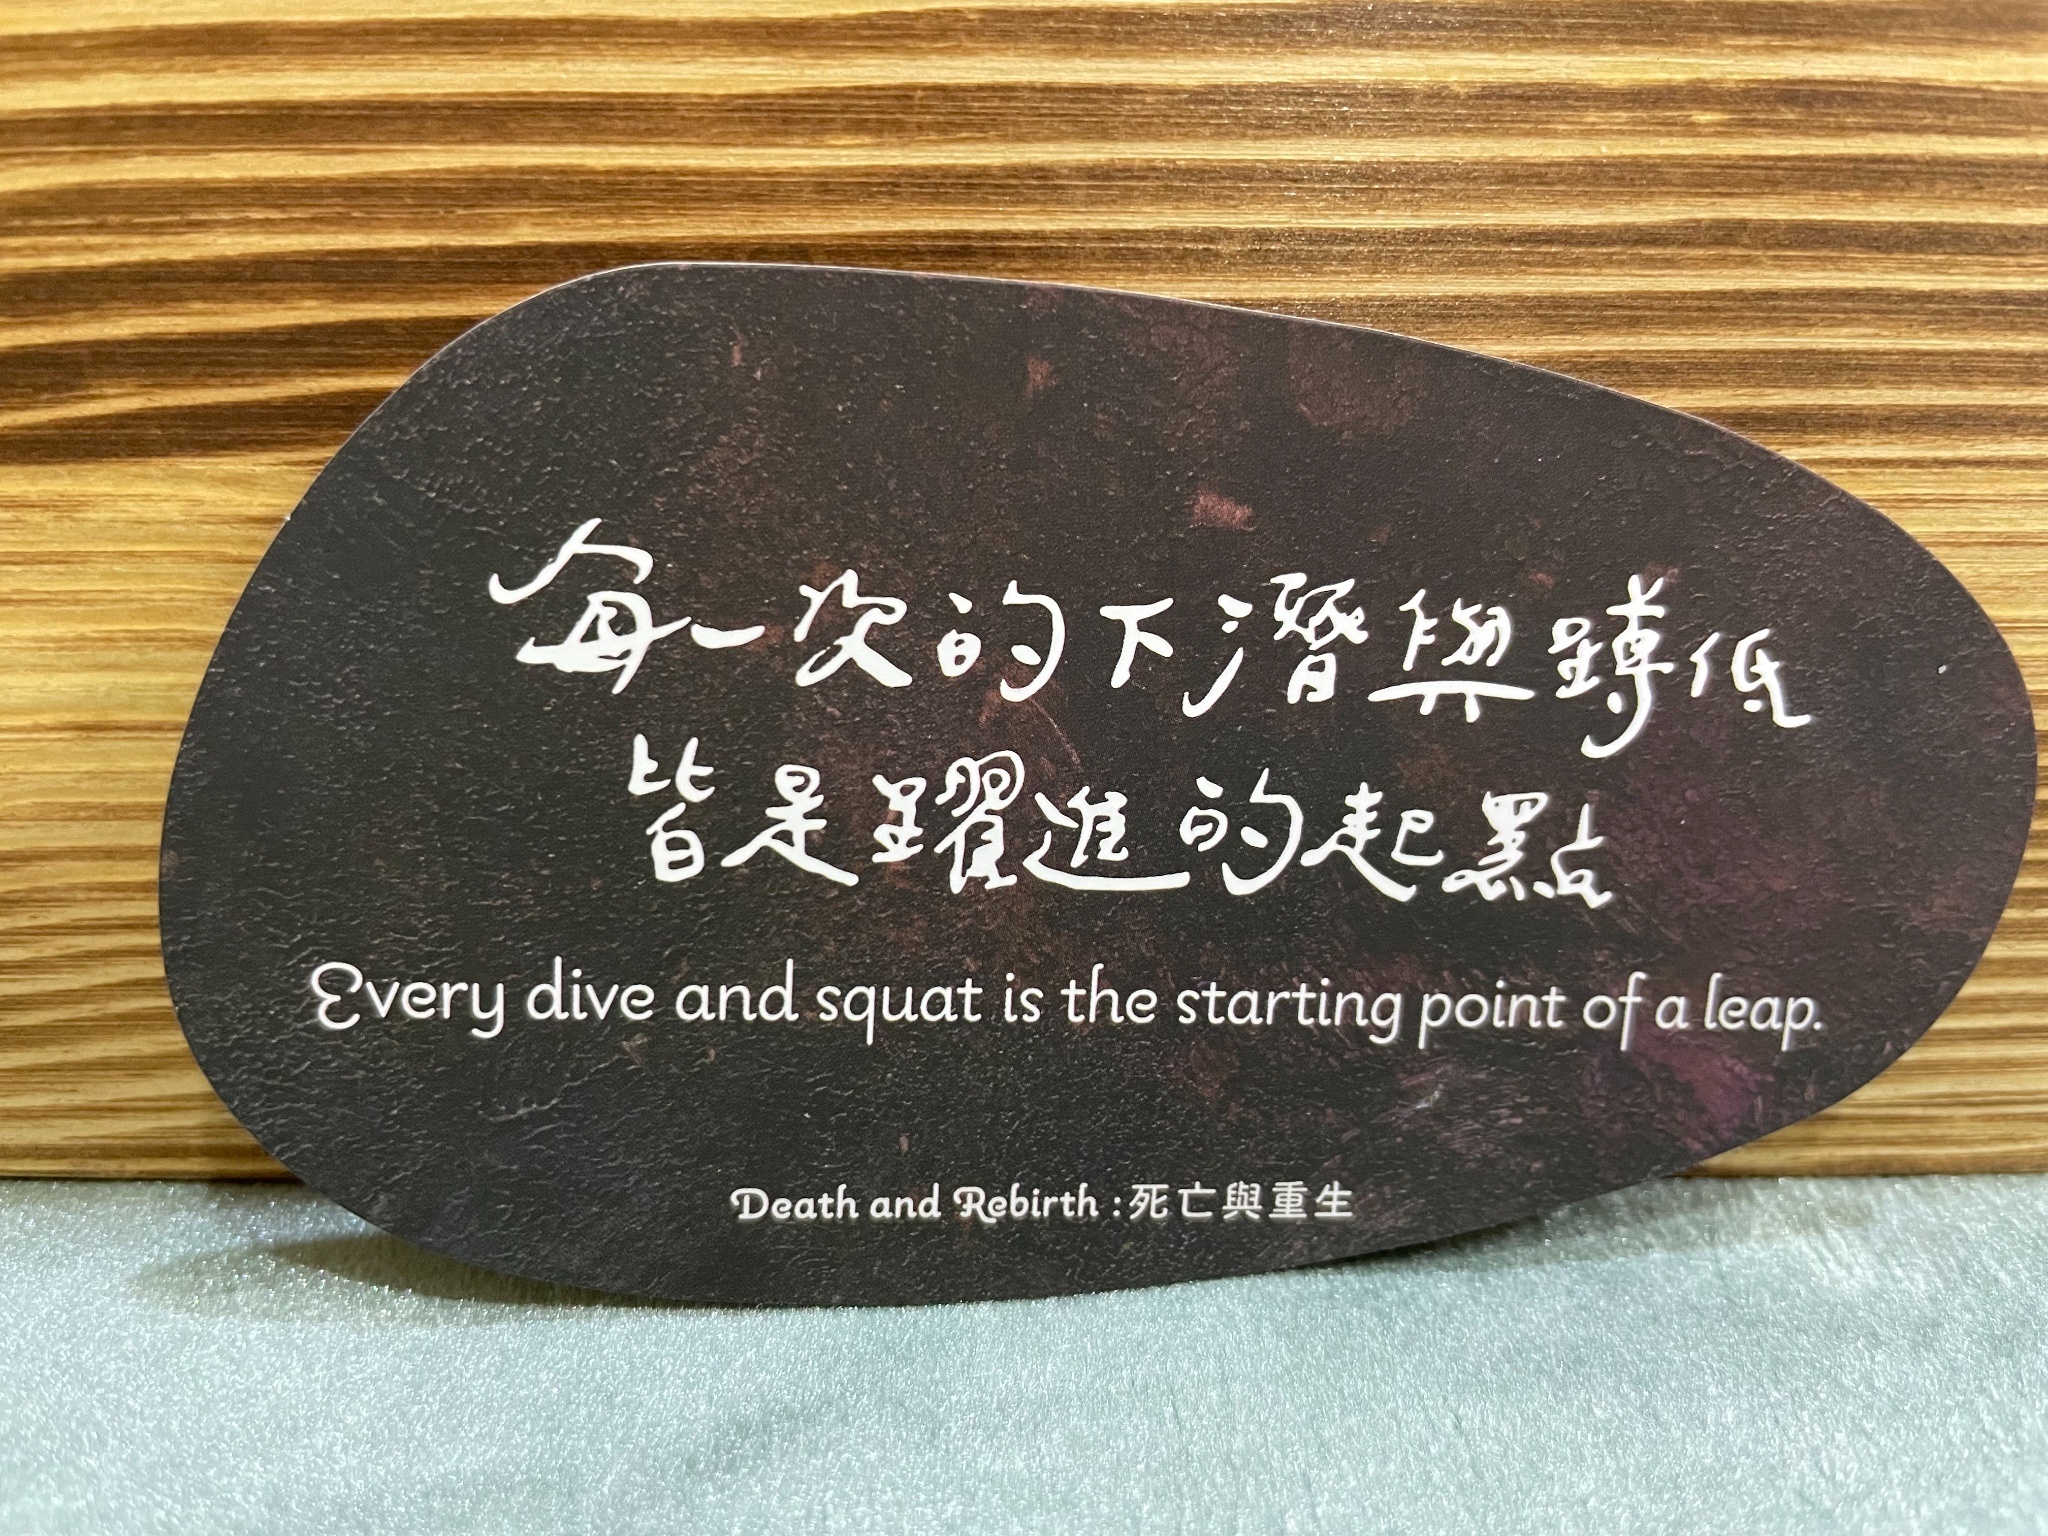 每一次的下潛與蹲低
皆是躍進的起點
Every dive and squat is the starting point of a leap.
Death and Rebirth : 死亡與重生